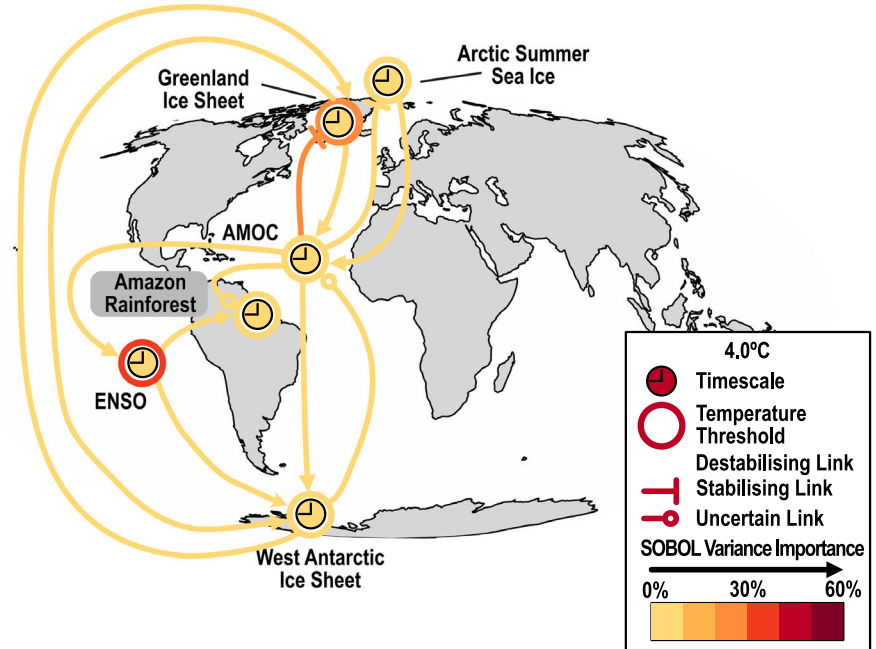 Arctic Summer
Sea Ice
Greenland
Ice Sheet
AMOC
Amazon
Rainforest
ENSO
West Antarctic
Ice Sheet
4.0ºC
Timescale
Temperature
Threshold
Destabilising Link
Stabilising Link
Uncertain Link
SOBOL Variance Importance
0% 30% 60%